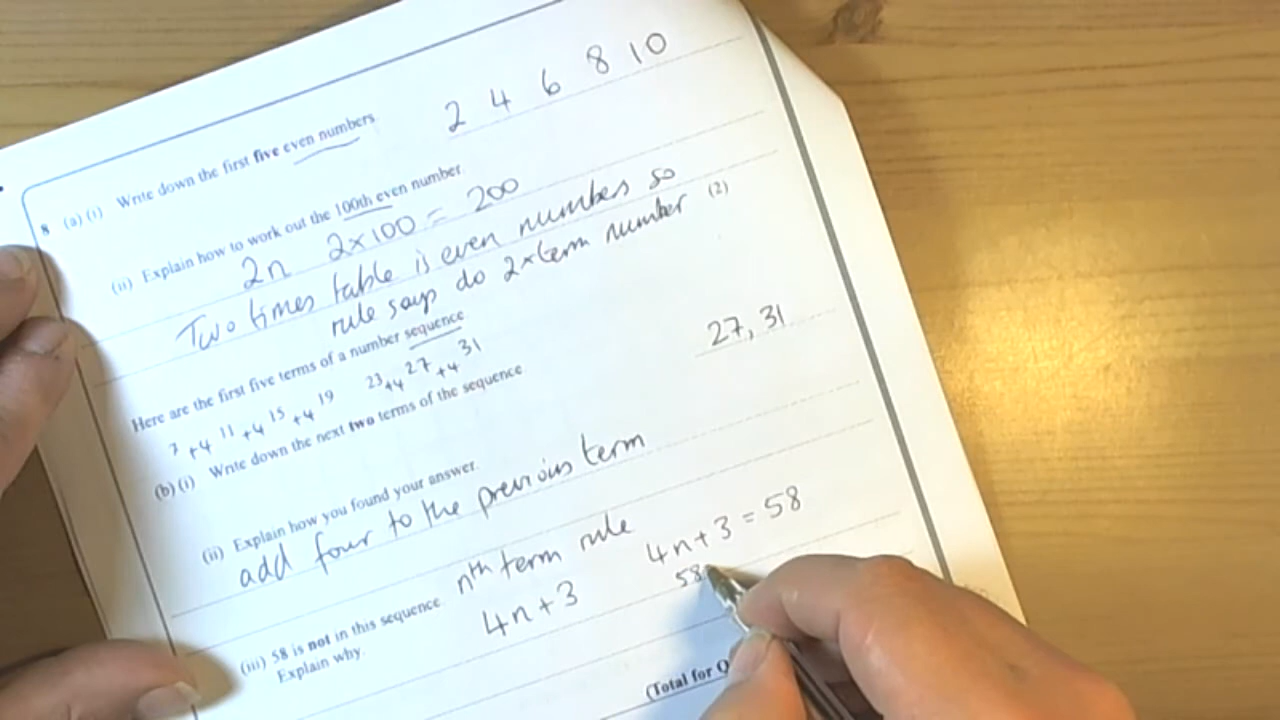 8 (a) (i) Write down the first five even numbers.
2 4 6 8 10
(ii) Explain how to work out the 100th even number.
2n 2×100 = 200
Two times table is even numbers so
rule says do 2×term number
(2)
Here are the first five terms of a number sequence.
7 +4 11 +4 15 +4 19 23 +4 27 +4 31
(b) (i) Write down the next two terms of the sequence
27, 31
(ii) Explain how you found your answer.
add four to the previous term
(iii) 58 is not in this sequence.
Explain why.
nth term rule
4n+3
4n+3=58
58
(Total for Q